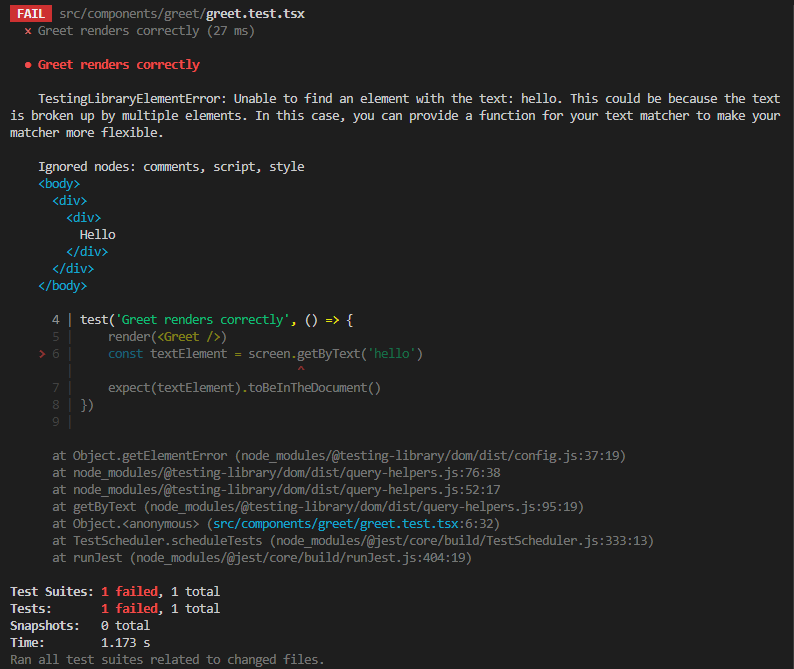 FAIL src/components/greet/greet.test.tsx
× Greet renders correctly (27 ms)
● Greet renders correctly
TestingLibraryElementError: Unable to find an element with the text: hello. This could be because the text
is broken up by multiple elements. In this case, you can provide a function for your text matcher to make your
matcher more flexible.
Ignored nodes: comments, script, style
<body>
<div>
<div>
Hello
</div>
</div>
</body>
4 | test('Greet renders correctly', () => {
5 | render(<Greet />)
> 6 | const textElement = screen.getByText('hello')
| ^
7 | expect(textElement).toBeInTheDocument()
8 | })
9 |
at Object.getElementError (node_modules/@testing-library/dom/dist/config.js:37:19)
at node_modules/@testing-library/dom/dist/query-helpers.js:76:38
at node_modules/@testing-library/dom/dist/query-helpers.js:52:17
at getByText (node_modules/@testing-library/dom/dist/query-helpers.js:95:19)
at Object.<anonymous> (src/components/greet/greet.test.tsx:6:32)
at TestScheduler.scheduleTests (node_modules/@jest/core/build/TestScheduler.js:333:13)
at runJest (node_modules/@jest/core/build/runJest.js:404:19)
Test Suites: 1 failed, 1 total
Tests: 1 failed, 1 total
Snapshots: 0 total
Time: 1.173 s
Ran all test suites related to changed files.